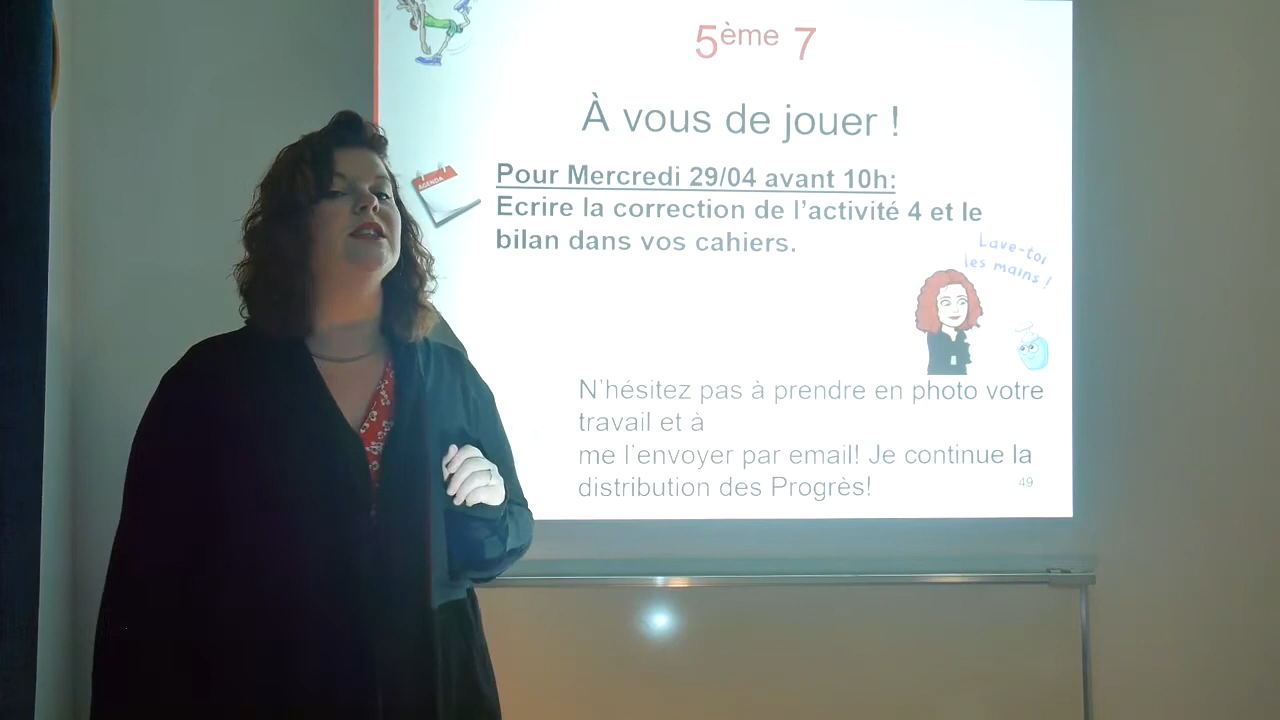 5ème 7
À vous de jouer !
AGENDA
Pour Mercredi 29/04 avant 10h:
Ecrire la correction de l'activité 4 et le
bilan dans vos cahiers.
Lave-toi
les mains !
N'hésitez pas à prendre en photo votre
travail et à
me l'envoyer par email! Je continue la
distribution des Progrès!
49